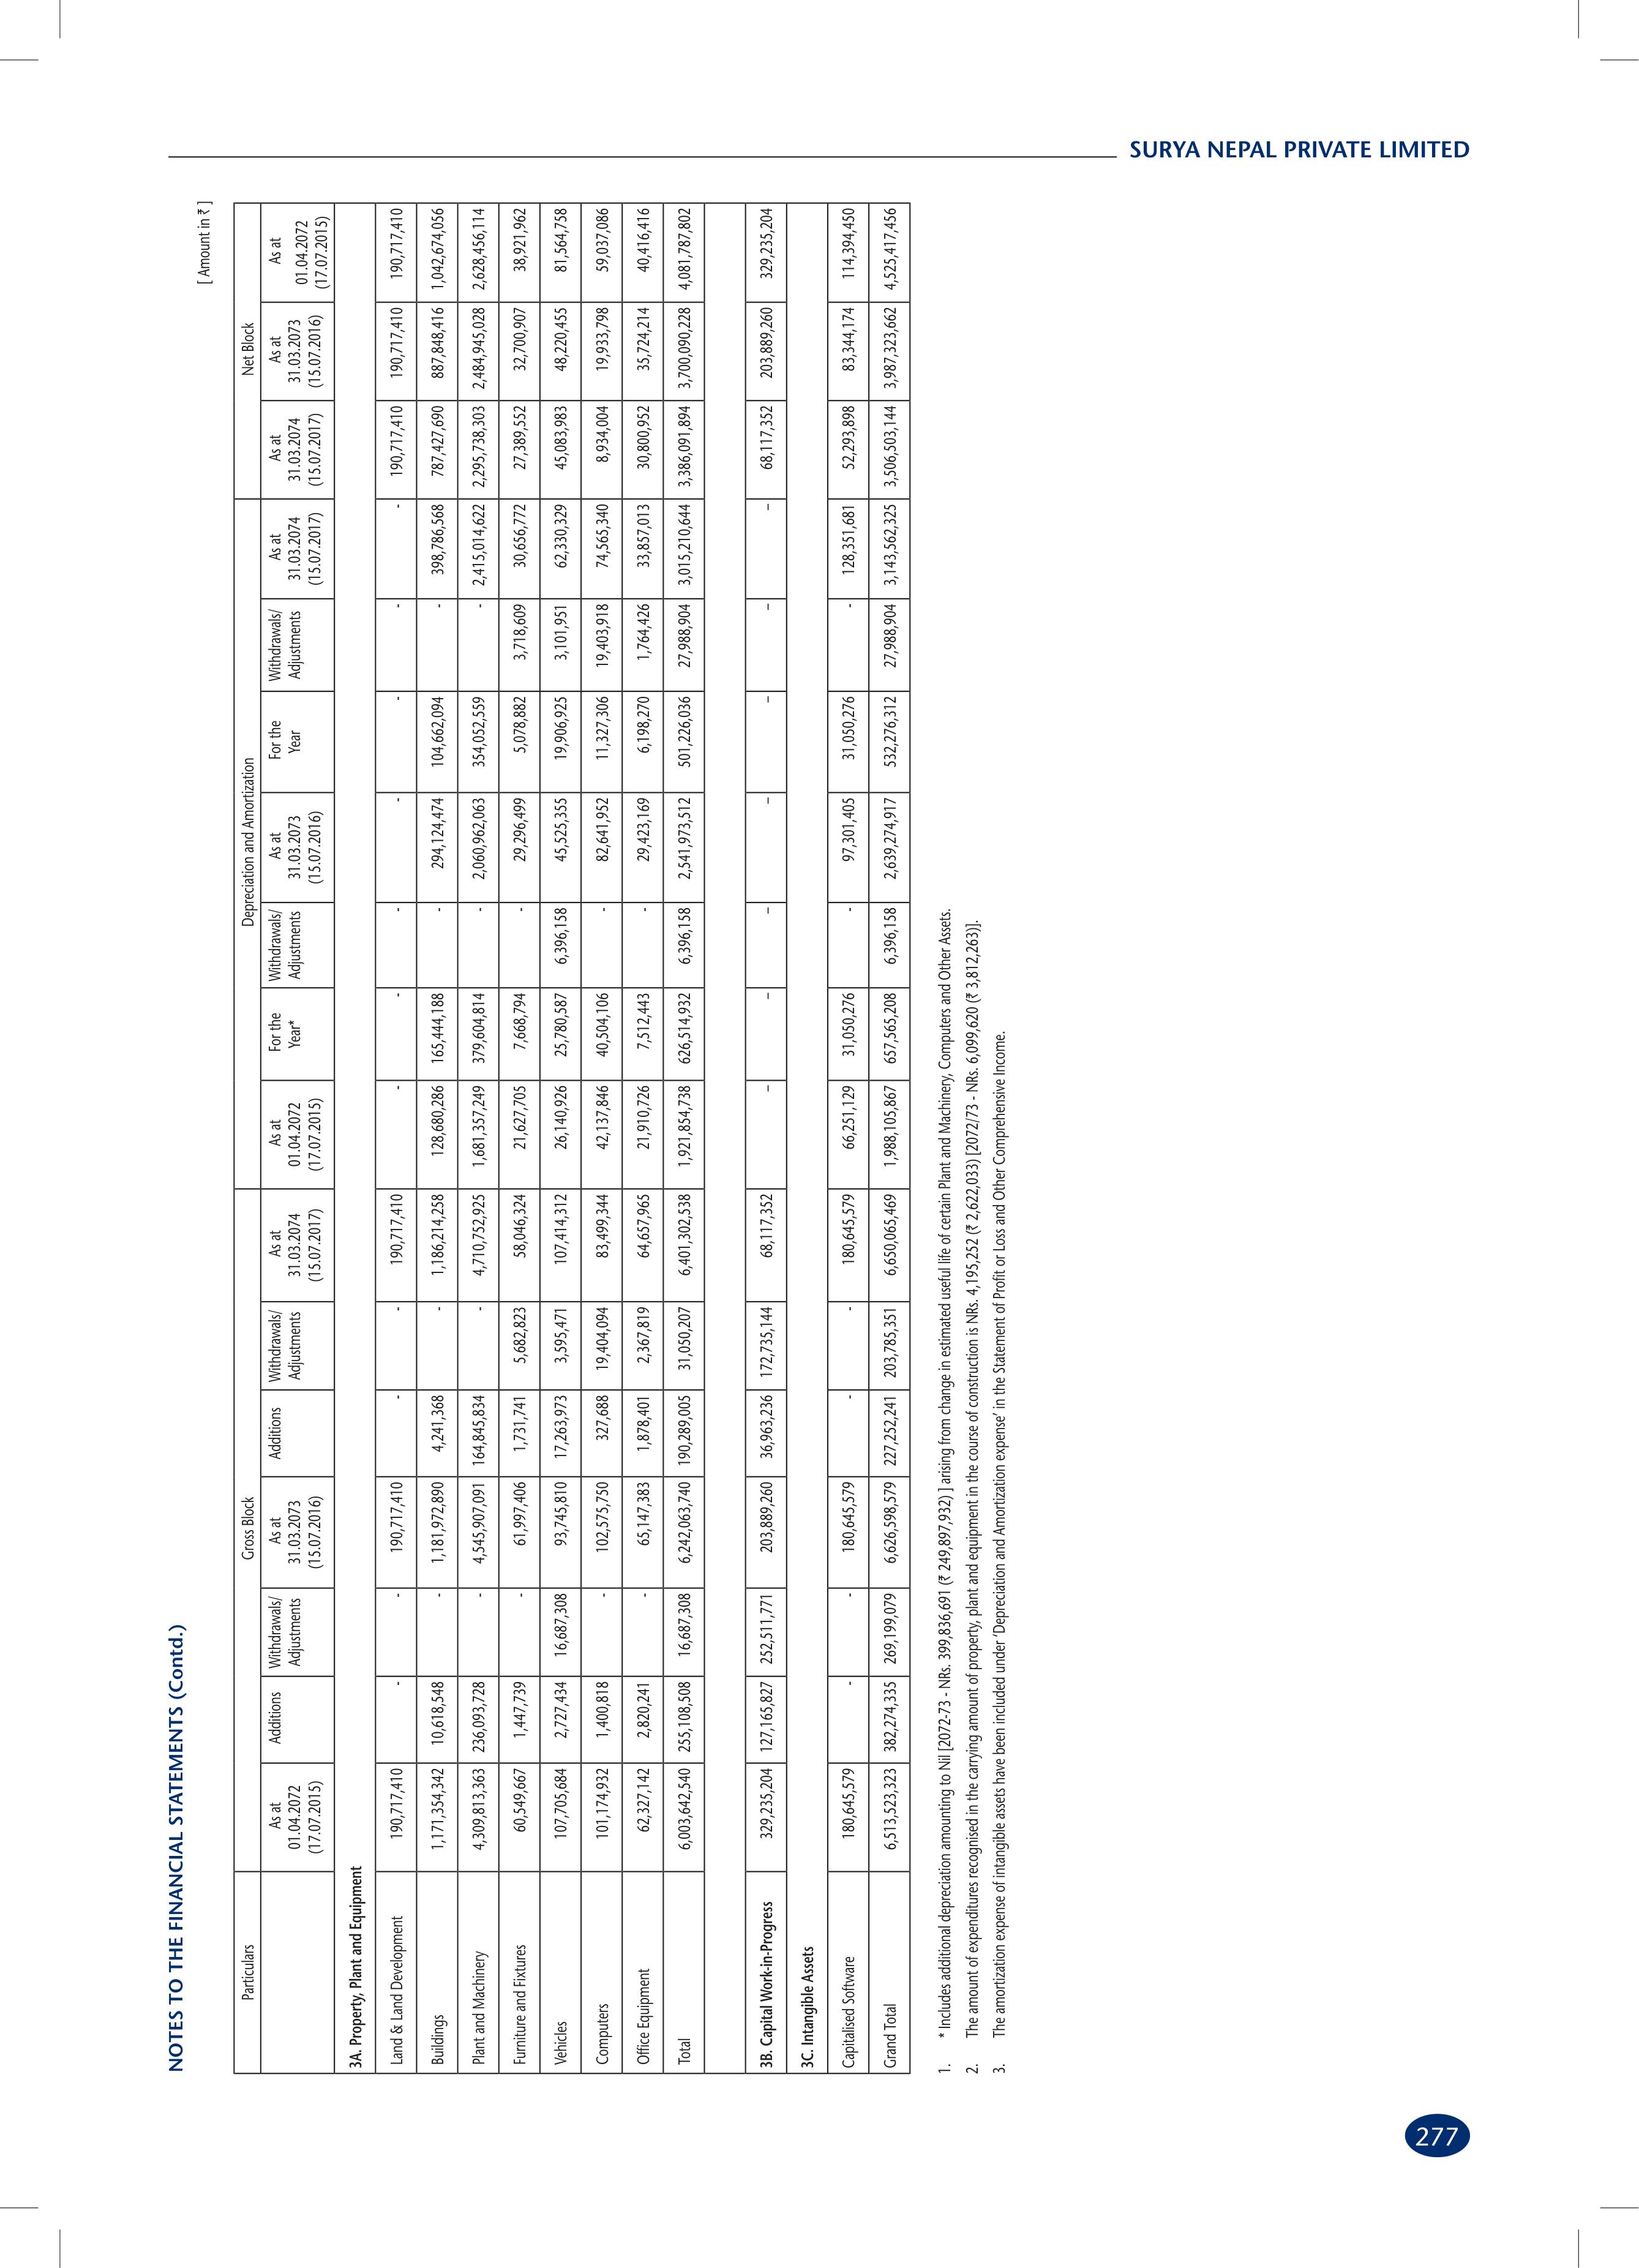 SURYA NEPAL PRIVATE LIMITED
NOTES TO THE FINANCIAL STATEMENTS (Contd.)
[ Amount in ₹ ]
Particulars Gross Block Depreciation and Amortization Net Block
As at 01.04.2072 (17.07.2015) Additions Withdrawals/ Adjustments As at 31.03.2073 (15.07.2016) Additions Withdrawals/ Adjustments As at 31.03.2074 (15.07.2017) As at 01.04.2072 (17.07.2015) For the Year* Withdrawals/ Adjustments As at 31.03.2073 (15.07.2016) For the Year Withdrawals/ Adjustments As at 31.03.2074 (15.07.2017) As at 31.03.2074 (15.07.2017) As at 31.03.2073 (15.07.2016) As at 01.04.2072 (17.07.2015)
3A. Property, Plant and Equipment
Land & Land Development 190,717,410 - - 190,717,410 - - 190,717,410 - - - - - - - 190,717,410 190,717,410 190,717,410
Buildings 1,171,354,342 10,618,548 - 1,181,972,890 4,241,368 - 1,186,214,258 128,680,286 165,444,188 - 294,124,474 104,662,094 - 398,786,568 787,427,690 887,848,416 1,042,674,056
Plant and Machinery 4,309,813,363 236,093,728 - 4,545,907,091 164,845,834 - 4,710,752,925 1,681,357,249 379,604,814 - 2,060,962,063 354,052,559 - 2,415,014,622 2,295,738,303 2,484,945,028 2,628,456,114
Furniture and Fixtures 60,549,667 1,447,739 - 61,997,406 1,731,741 5,682,823 58,046,324 21,627,705 7,668,794 - 29,296,499 5,078,882 3,718,609 30,656,772 27,389,552 32,700,907 38,921,962
Vehicles 107,705,684 2,727,434 16,687,308 93,745,810 17,263,973 3,595,471 107,414,312 26,140,926 25,780,587 6,396,158 45,525,355 19,906,925 3,101,951 62,330,329 45,083,983 48,220,455 81,564,758
Computers 101,174,932 1,400,818 - 102,575,750 327,688 19,404,094 83,499,344 42,137,846 40,504,106 - 82,641,952 11,327,306 19,403,918 74,565,340 8,934,004 19,933,798 59,037,086
Office Equipment 62,327,142 2,820,241 - 65,147,383 1,878,401 2,367,819 64,657,965 21,910,726 7,512,443 - 29,423,169 6,198,270 1,764,426 33,857,013 30,800,952 35,724,214 40,416,416
Total 6,003,642,540 255,108,508 16,687,308 6,242,063,740 190,289,005 31,050,207 6,401,302,538 1,921,854,738 626,514,932 6,396,158 2,541,973,512 501,226,036 27,988,904 3,015,210,644 3,386,091,894 3,700,090,228 4,081,787,802
3B. Capital Work-in-Progress 329,235,204 127,165,827 252,511,771 203,889,260 36,963,236 172,735,144 68,117,352 – – – – – – – 68,117,352 203,889,260 329,235,204
3C. Intangible Assets
Capitalised Software 180,645,579 - - 180,645,579 - - 180,645,579 66,251,129 31,050,276 - 97,301,405 31,050,276 - 128,351,681 52,293,898 83,344,174 114,394,450
Grand Total 6,513,523,323 382,274,335 269,199,079 6,626,598,579 227,252,241 203,785,351 6,650,065,469 1,988,105,867 657,565,208 6,396,158 2,639,274,917 532,276,312 27,988,904 3,143,562,325 3,506,503,144 3,987,323,662 4,525,417,456
1. * Includes additional depreciation amounting to Nil [2072-73 - NRs. 399,836,691 (₹ 249,897,932) ] arising from change in estimated useful life of certain Plant and Machinery, Computers and Other Assets.
2. The amount of expenditures recognised in the carrying amount of property, plant and equipment in the course of construction is NRs. 4,195,252 (₹ 2,622,033) [2072/73 - NRs. 6,099,620 (₹ 3,812,263)].
3. The amortization expense of intangible assets have been included under ‘Depreciation and Amortization expense’ in the Statement of Profit or Loss and Other Comprehensive Income.
277